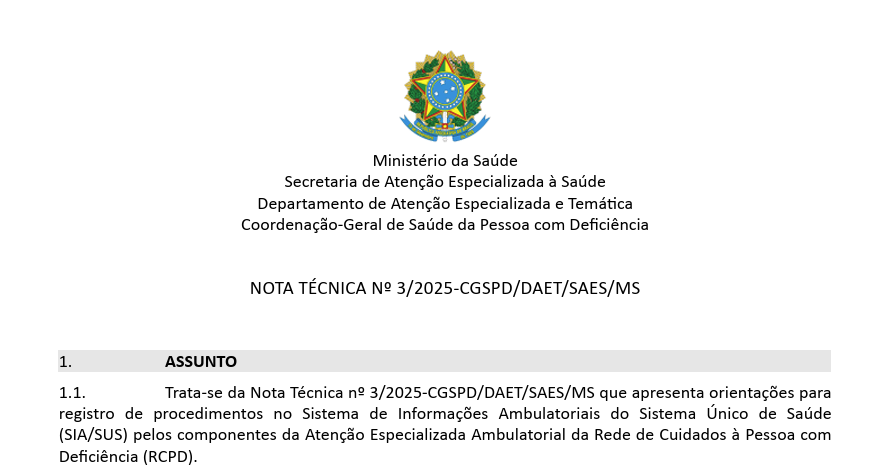 Ministério da Saúde
Secretaria de Atenção Especializada à Saúde
Departamento de Atenção Especializada e Temática
Coordenação-Geral de Saúde da Pessoa com Deficiência
NOTA TÉCNICA Nº 3/2025-CGSPD/DAET/SAES/MS
1. ASSUNTO
1.1. Trata-se da Nota Técnica nº 3/2025-CGSPD/DAET/SAES/MS que apresenta orientações para
registro de procedimentos no Sistema de Informações Ambulatoriais do Sistema Único de Saúde
(SIA/SUS) pelos componentes da Atenção Especializada Ambulatorial da Rede de Cuidados à Pessoa com
Deficiência (RCPD).